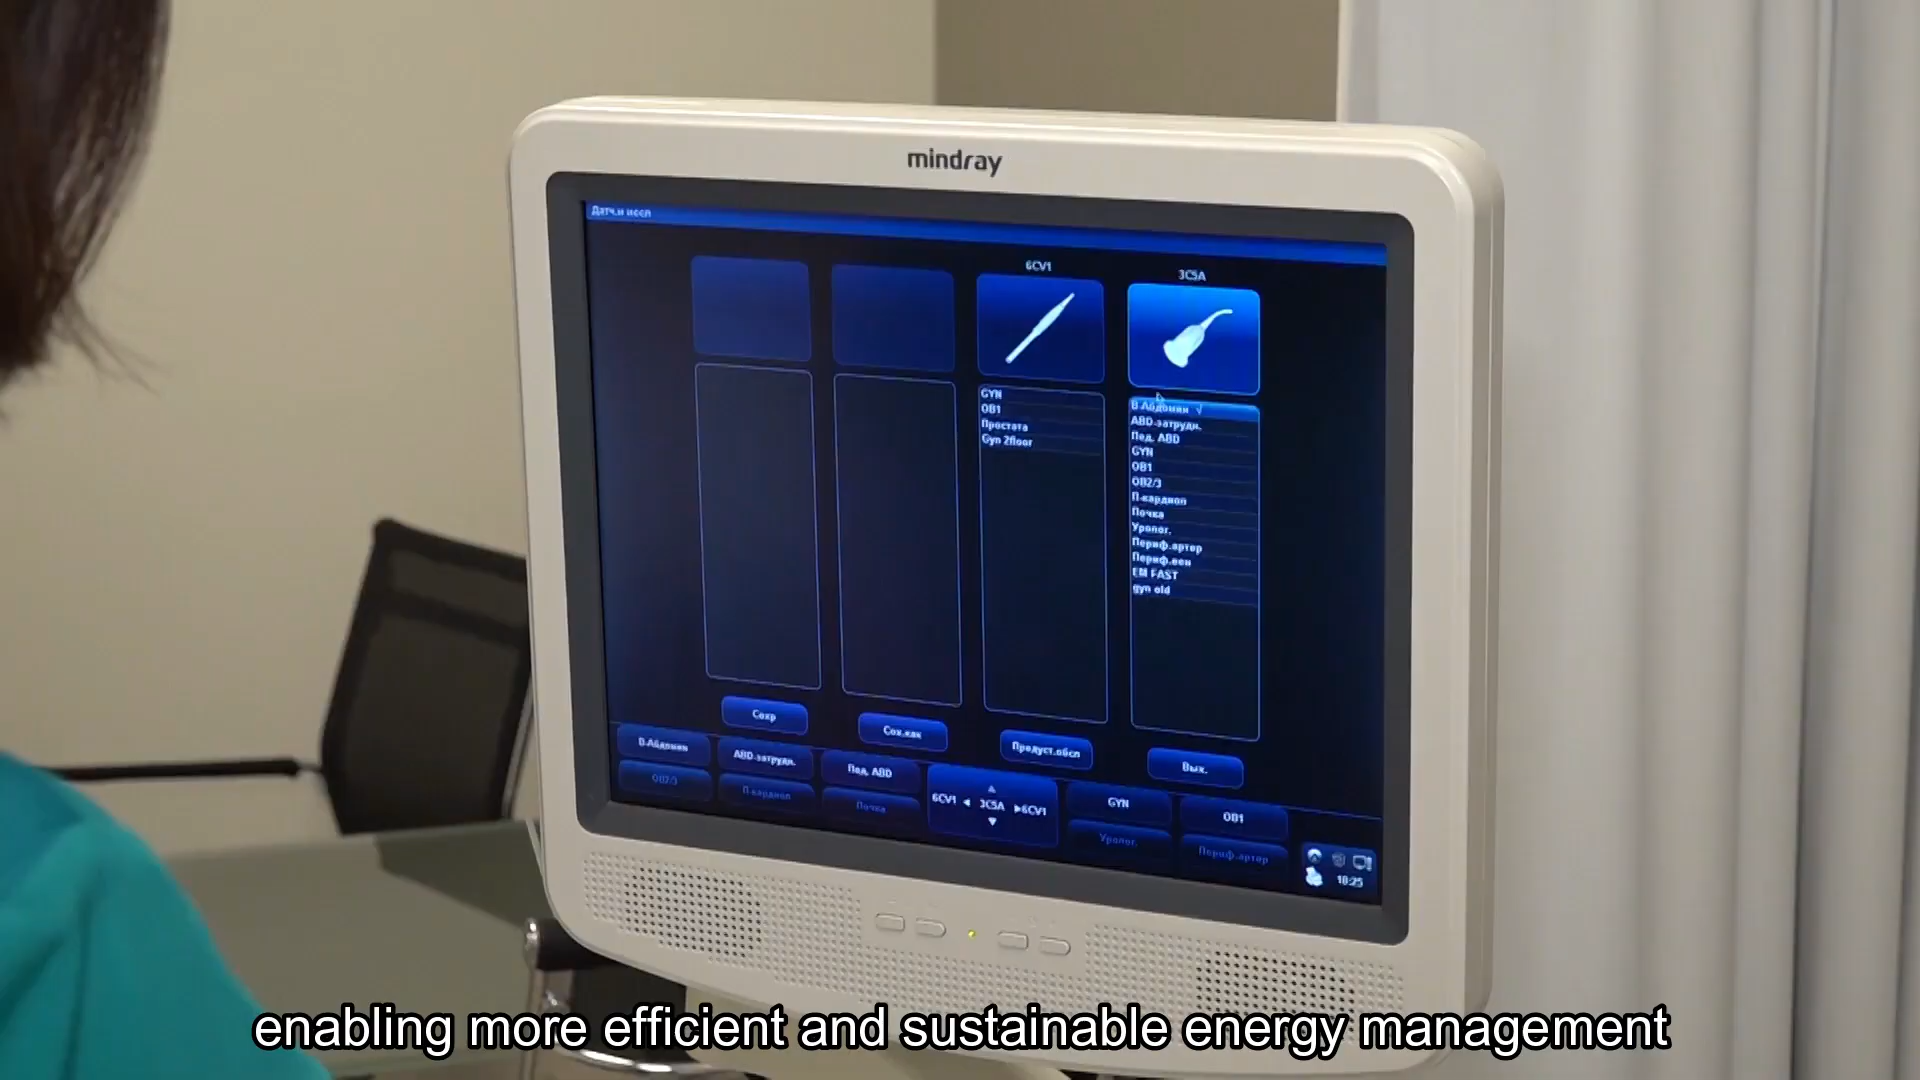 mindray
Датч.и иссл
6CV1
3C5A
GYN
OB1
Простата
Gyn 2floor
В.Абдомин √
ABD-затрудн.
Пед. ABD
GYN
OB1
OB2/3
П-кардиол
Почка
Уролог.
Периф.артер
Периф.вен
EM FAST
gyn old
Сохр
Сох.как
Предуст.обсл
Вых.
В.Абдомин
ABD-затрудн.
Пед. ABD
6CV1 ◄ 3C5A ►6CV1
GYN
OB1
OB2/3
П-кардиол
Почка
Уролог.
Периф.артер
18:25
enabling more efficient and sustainable energy management